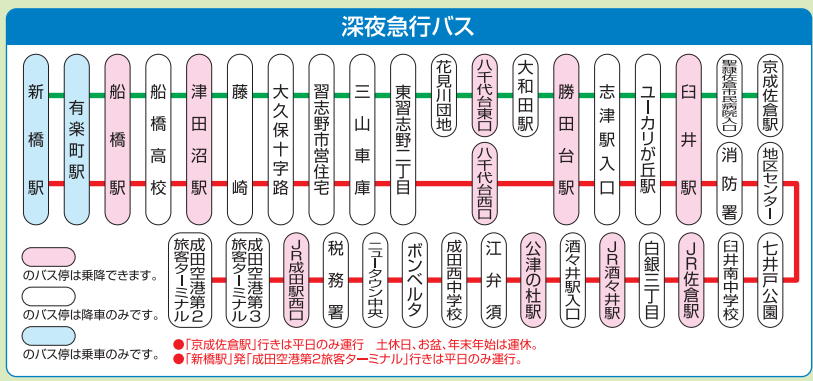 深夜急行バス
新橋駅
有楽町駅
船橋駅
船橋高校
津田沼駅
藤崎
大久保十字路
習志野市営住宅
三山車庫
東習志野二丁目
花見川団地
八千代台東口
八千代台西口
大和田駅
勝田台駅
志津駅入口
ユーカリが丘駅
臼井駅
聖隷佐倉市民病院入口
消防署
京成佐倉駅
地区センター
成田空港第2
旅客ターミナル
成田空港第3
旅客ターミナル
JR成田駅西口
税務署
ニュータウン中央
ボンベルタ
成田西中学校
江弁須
公津の杜駅
酒々井駅入口
JR酒々井駅
白銀三丁目
JR佐倉駅
臼井南中学校
七井戸公園
のバス停は乗降できます。
のバス停は降車のみです。
のバス停は乗車のみです。
●「京成佐倉駅」行きは平日のみ運行　土休日、お盆、年末年始は運休。
●「新橋駅」発「成田空港第2旅客ターミナル」行きは平日のみ運行。